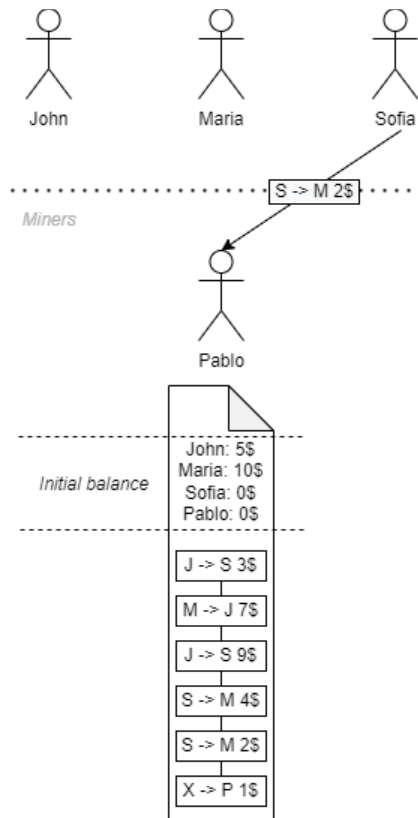 John
Maria
Sofia
S -> M 2$
Miners
Pablo
John: 5$
Maria: 10$
Initial balance
Sofia: 0$
Pablo: 0$
J -> S 3$
M -> J 7$
J -> S 9$
S -> M 4$
S -> M 2$
X -> P 1$